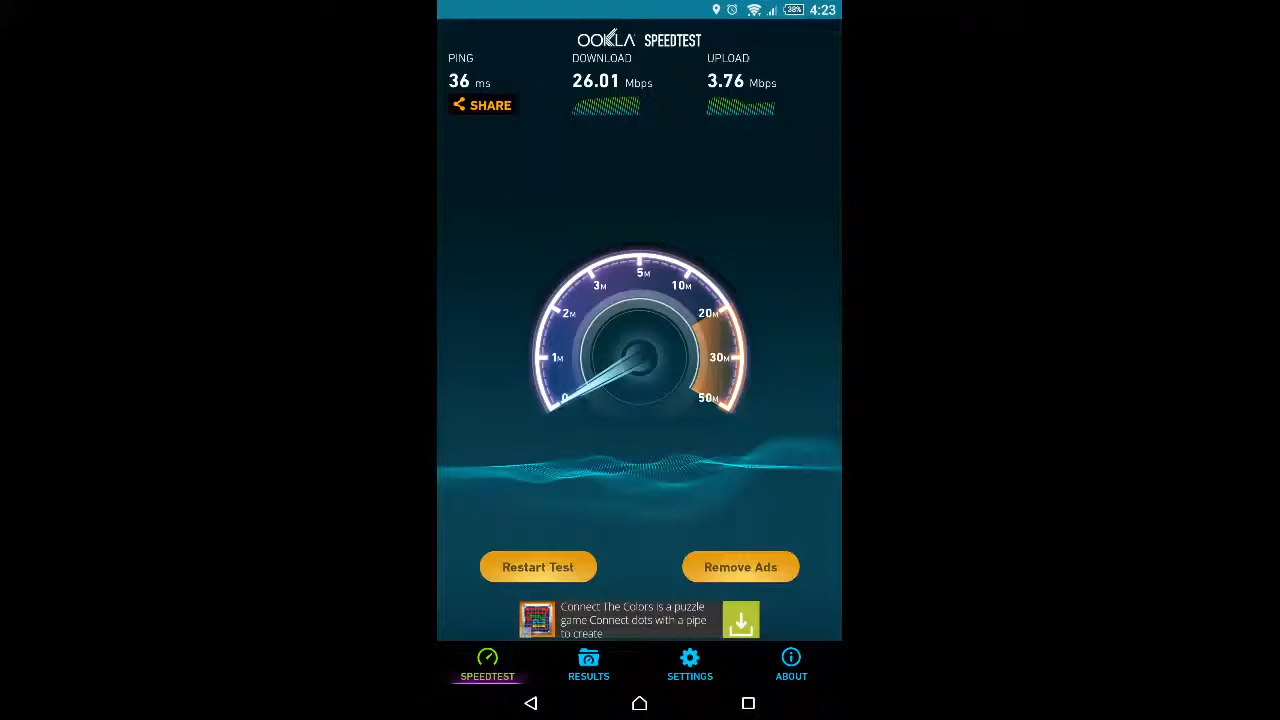 38% 4:23
OOKLA SPEEDTEST
PING DOWNLOAD UPLOAD
36 ms 26.01 Mbps 3.76 Mbps
SHARE
5M
3M 10M
2M 20M
1M 30M
0 50M
Restart Test Remove Ads
Connect The Colors is a puzzle
game Connect dots with a pipe
to create
SPEEDTEST RESULTS SETTINGS ABOUT